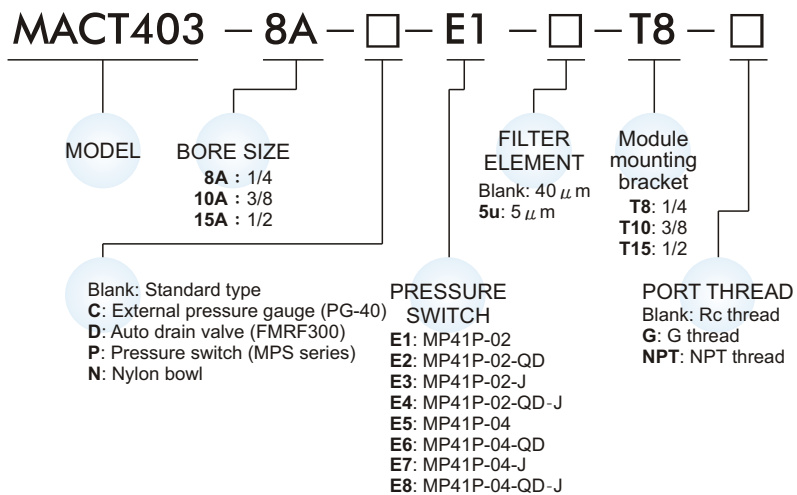 MACT403 – 8A – □ – E1 – □ – T8 – □
MODEL
BORE SIZE
8A : 1/4
10A : 3/8
15A : 1/2
Blank: Standard type
C: External pressure gauge (PG-40)
D: Auto drain valve (FMRF300)
P: Pressure switch (MPS series)
N: Nylon bowl
PRESSURE
SWITCH
E1: MP41P-02
E2: MP41P-02-QD
E3: MP41P-02-J
E4: MP41P-02-QD-J
E5: MP41P-04
E6: MP41P-04-QD
E7: MP41P-04-J
E8: MP41P-04-QD-J
FILTER
ELEMENT
Blank: 40 μm
5u: 5 μm
Module
mounting
bracket
T8: 1/4
T10: 3/8
T15: 1/2
PORT THREAD
Blank: Rc thread
G: G thread
NPT: NPT thread